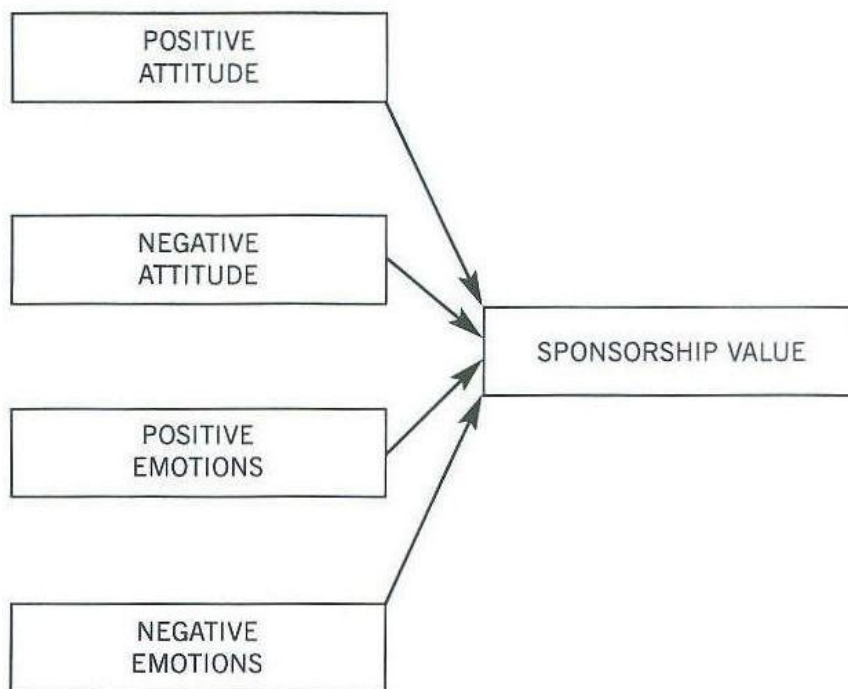 POSITIVE
ATTITUDE
NEGATIVE
ATTITUDE
SPONSORSHIP VALUE
POSITIVE
EMOTIONS
NEGATIVE
EMOTIONS